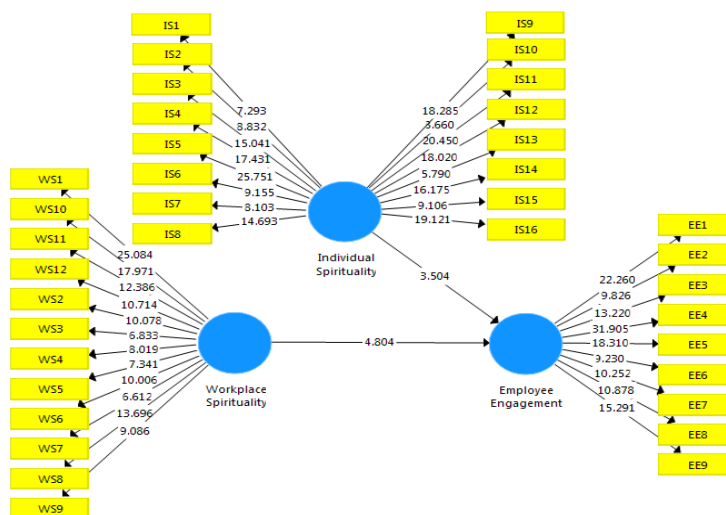 IS1
IS2
IS3
IS4
IS5
IS6
IS7
IS8
7.293
8.832
15.041
17.431
25.751
9.155
8.103
14.693
IS9
IS10
IS11
IS12
IS13
IS14
IS15
IS16
18.285
20.450
18.020
5.790
16.175
9.106
19.121
Individual
Spirituality
3.504
WS1
WS10
WS11
WS12
WS2
WS3
WS4
WS5
WS6
WS7
WS8
WS9
25.084
17.971
12.386
10.714
10.078
6.833
8.019
7.341
10.006
6.612
13.696
9.086
Workplace
Spirituality
4.804
Employee
Engagement
22.260
9.826
13.220
31.905
18.310
9.230
10.252
10.878
15.291
EE1
EE2
EE3
EE4
EE5
EE6
EE7
EE8
EE9